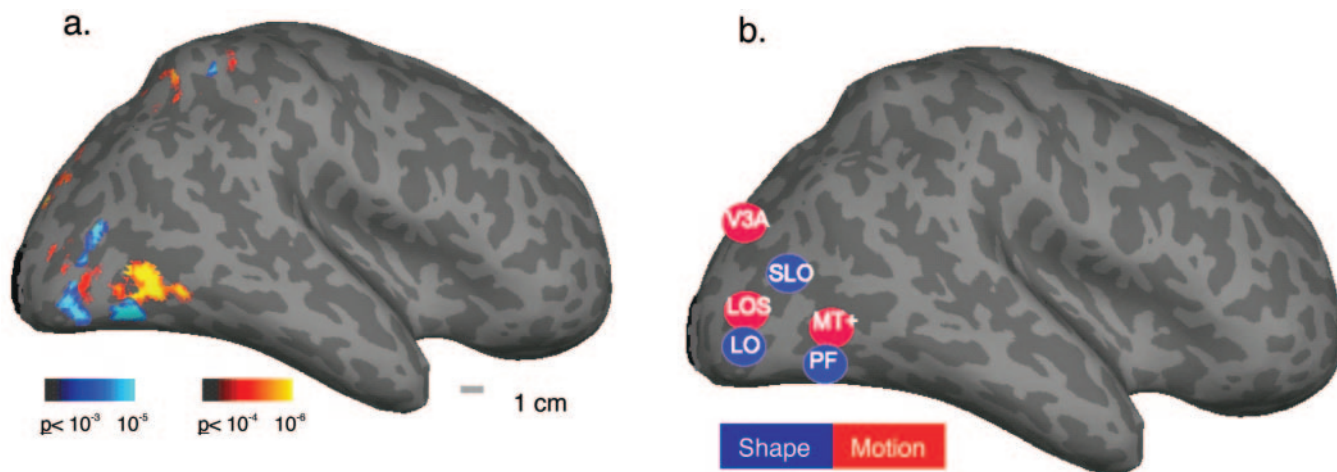 a.
b.
V3A
SLO
LOS
MT+
LO
PF
p< 10⁻³ 10⁻⁵
p< 10⁻⁴ 10⁻⁶
1 cm
Shape Motion